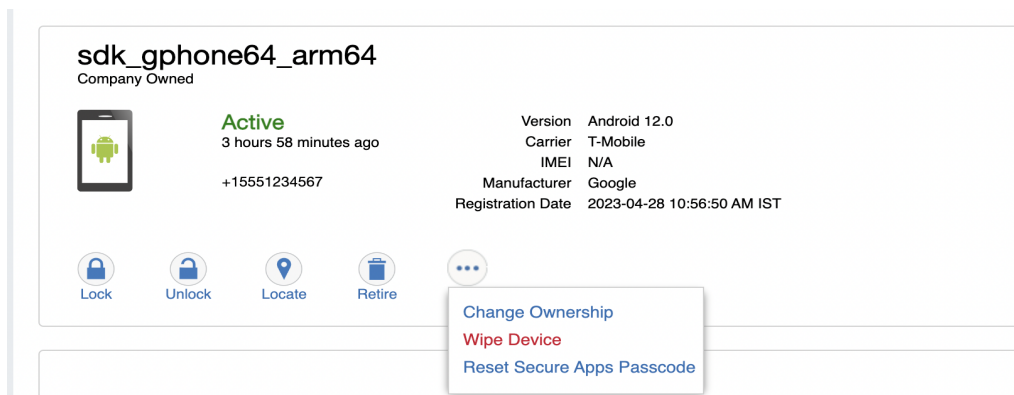 sdk_gphone64_arm64
Company Owned
Active
3 hours 58 minutes ago
+15551234567
Version Android 12.0
Carrier T-Mobile
IMEI N/A
Manufacturer Google
Registration Date 2023-04-28 10:56:50 AM IST
Lock Unlock Locate Retire
Change Ownership
Wipe Device
Reset Secure Apps Passcode